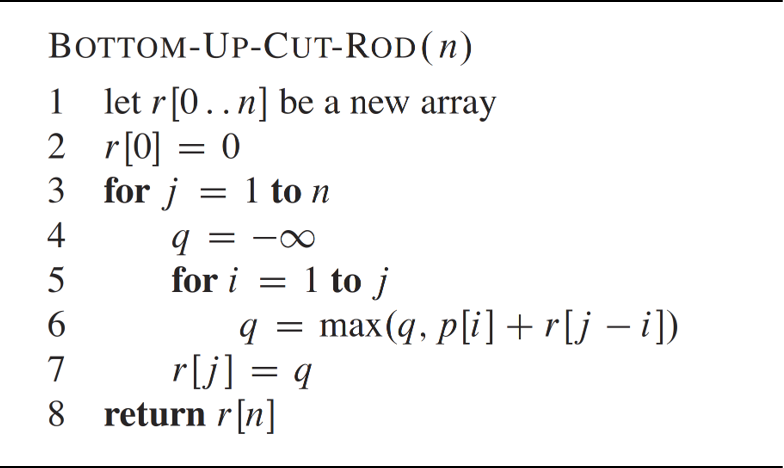 BOTTOM-UP-CUT-ROD(n)
1 let r[0..n] be a new array
2 r[0] = 0
3 for j = 1 to n
4 q = −∞
5 for i = 1 to j
6 q = max(q, p[i] + r[j − i])
7 r[j] = q
8 return r[n]